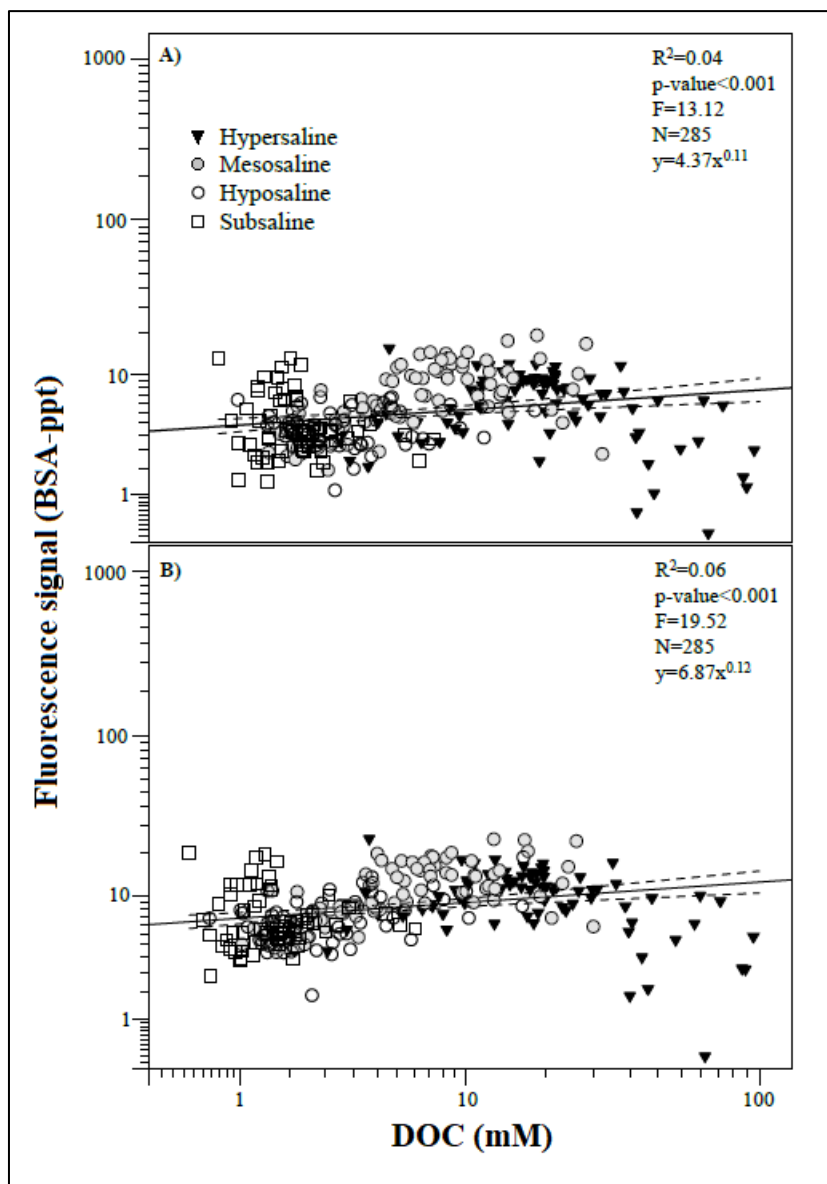 A)
R²=0.04
p-value<0.001
F=13.12
N=285
y=4.37x^0.11
Hypersaline
Mesosaline
Hyposaline
Subsaline
1000
100
10
1
Fluorescence signal (BSA-ppt)
B)
R²=0.06
p-value<0.001
F=19.52
N=285
y=6.87x^0.12
1000
100
10
1
1 10 100
DOC (mM)